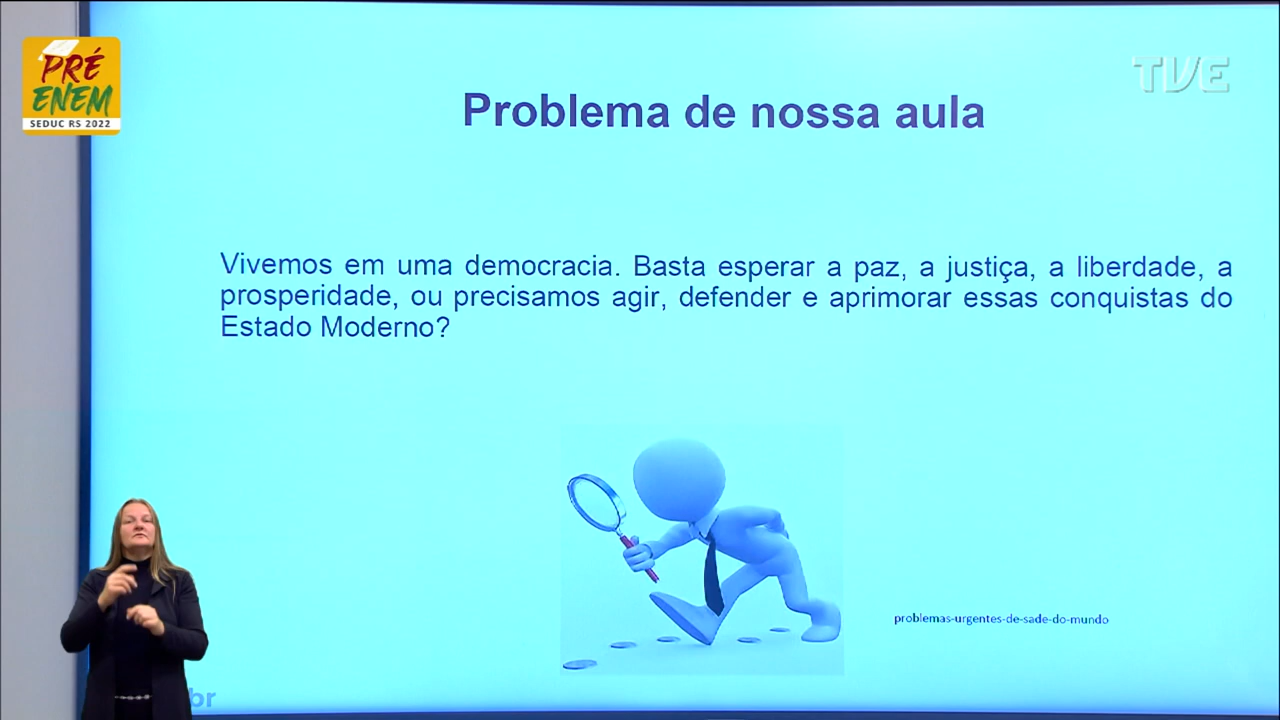 PRÉ
ENEM
SEDUC RS 2022
TVE
Problema de nossa aula
Vivemos em uma democracia. Basta esperar a paz, a justiça, a liberdade, a
prosperidade, ou precisamos agir, defender e aprimorar essas conquistas do
Estado Moderno?
problemas-urgentes-de-sade-do-mundo
br